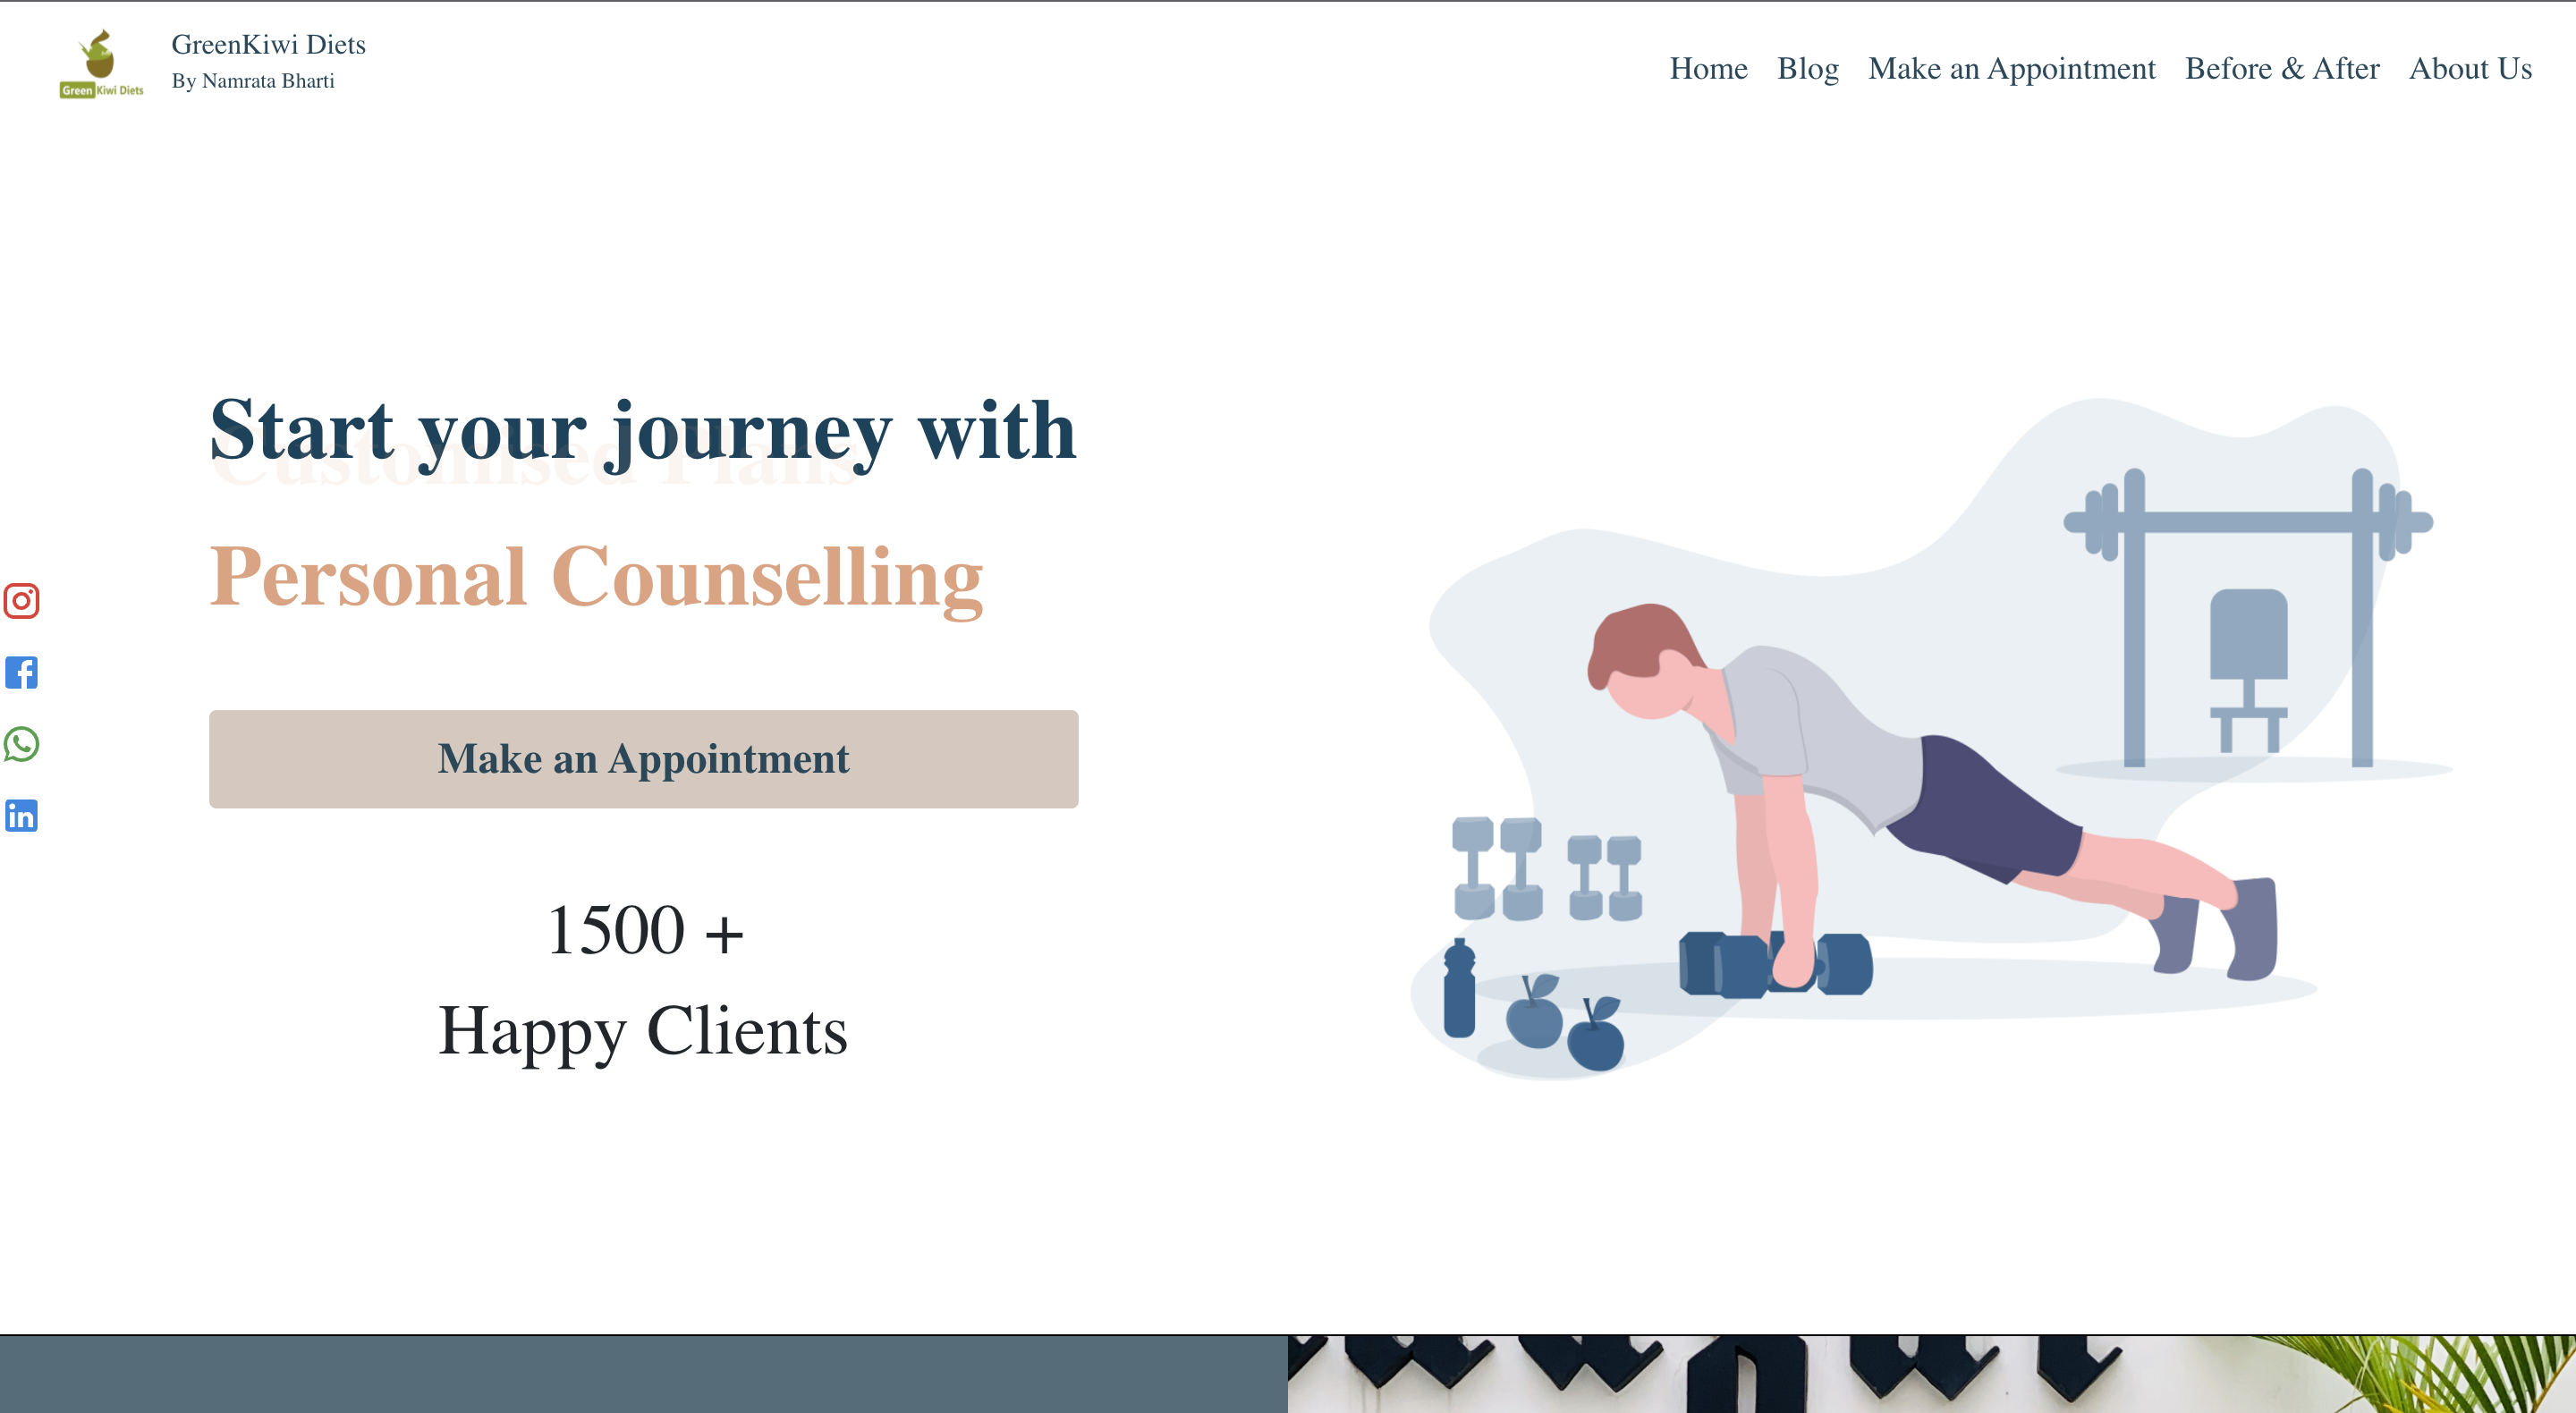 GreenKiwi Diets
By Namrata Bharti
Green Kiwi Diets
Home Blog Make an Appointment Before & After About Us
Start your journey with
Customised Plans
Personal Counselling
Make an Appointment
1500 +
Happy Clients